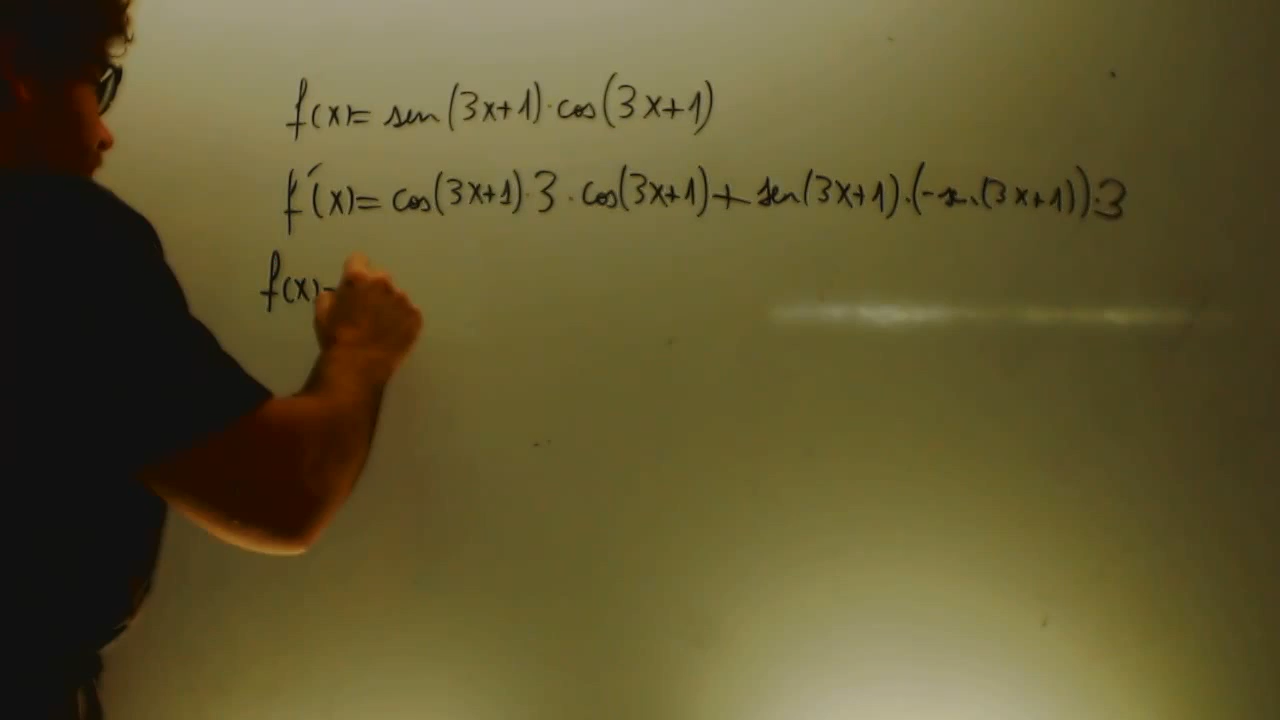 f(x)= sen(3x+1)·cos(3x+1)
f´(x)= cos(3x+1)·3·cos(3x+1)+sen(3x+1)·(-sen(3x+1))·3
f(x)=